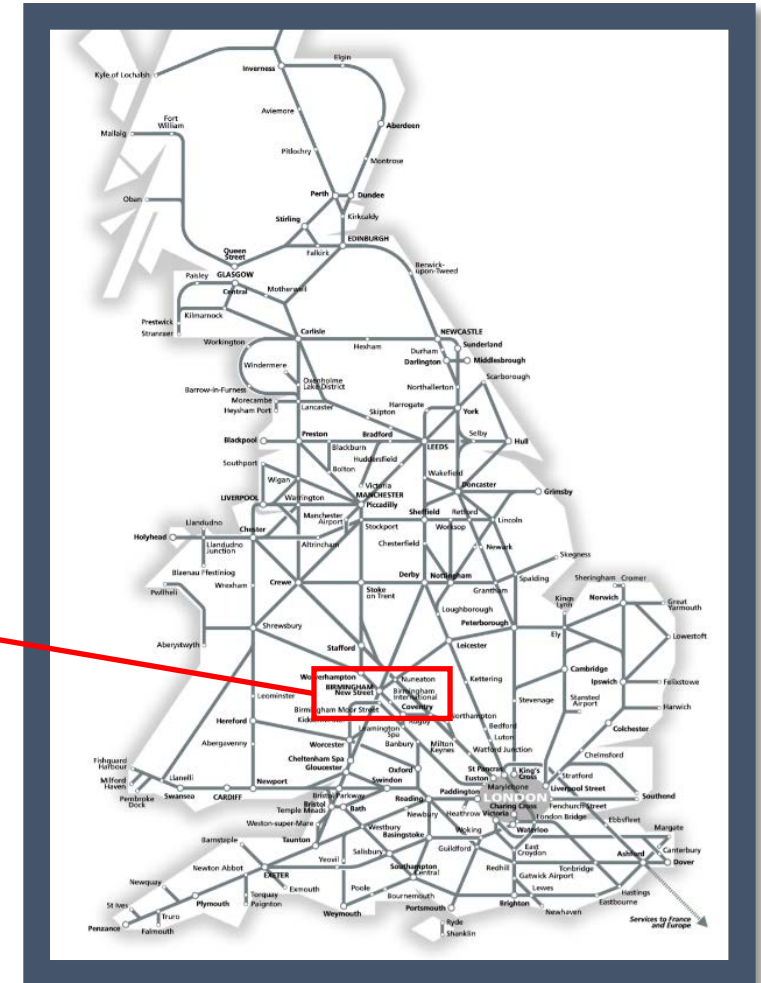 Elgin
Inverness
Kyle of Lochalsh
Aviemore
Fort
William
Mallaig
Aberdeen
Pitlochry
Montrose
Perth
Dundee
Oban
Stirling
Kirkcaldy
EDINBURGH
Queen
Street
Falkirk
Berwick-
upon-Tweed
Paisley
GLASGOW
Central
Motherwell
Prestwick
Kilmarnock
Stranraer
Carlisle
NEWCASTLE
Workington
Hexham
Sunderland
Durham
Darlington
Middlesbrough
Windermere
Oxenholme
Lake District
Scarborough
Barrow-in-Furness
Northallerton
Morecambe
Heysham Port
Lancaster
Harrogate
Skipton
York
Blackpool
Preston
Bradford
Selby
Hull
Blackburn
LEEDS
Southport
Huddersfield
Bolton
Wakefield
Wigan
Victoria
Doncaster
LIVERPOOL
Warrington
MANCHESTER
Piccadilly
Grimsby
Manchester
Airport
Sheffield
Retford
Llandudno
Chester
Stockport
Worksop
Lincoln
Holyhead
Llandudno
Junction
Altrincham
Chesterfield
Newark
Skegness
Blaenau Ffestiniog
Wrexham
Crewe
Stoke
on Trent
Derby
Nottingham
Grantham
Spalding
Sheringham
Cromer
Pwllheli
Kings
Lynn
Norwich
Great
Yarmouth
Loughborough
Shrewsbury
Peterborough
Ely
Aberystwyth
Stafford
Leicester
Lowestoft
Wolverhampton
Nuneaton
Kettering
Cambridge
BIRMINGHAM
New Street
Birmingham
International
Ipswich
Felixstowe
Leominster
Birmingham Moor Street
Coventry
Stevenage
Stansted
Airport
Harwich
Hereford
Rugby
Northampton
Leamington
Spa
Bedford
Colchester
Abergavenny
Worcester
Banbury
Milton
Keynes
Luton
Watford Junction
Cheltenham Spa
Gloucester
Chelmsford
Fishguard
Harbour
Oxford
St Pancras
King's
Cross
Stratford
Milford
Haven
Llanelli
Newport
Swindon
Euston
Marylebone
Liverpool Street
Pembroke
Dock
Swansea
CARDIFF
Bristol Parkway
Bristol
Temple Meads
Bath
Reading
Paddington
LONDON
Fenchurch Street
Southend
Charing Cross
Weston-super-Mare
Newbury
Heathrow
Victoria
London Bridge
Ebbsfleet
Westbury
Basingstoke
Woking
Waterloo
Margate
Barnstaple
Taunton
Guildford
East
Croydon
Canterbury
Salisbury
Yeovil
Ashford
Dover
Newton Abbot
EXETER
Southampton
Central
Redhill
Tonbridge
Gatwick Airport
Newquay
Exmouth
Poole
Lewes
Hastings
Torquay
Paignton
Bournemouth
Eastbourne
St Ives
Plymouth
Weymouth
Portsmouth
Brighton
Newhaven
Truro
Ryde
Services to France
and Europe
Penzance
Falmouth
Shanklin